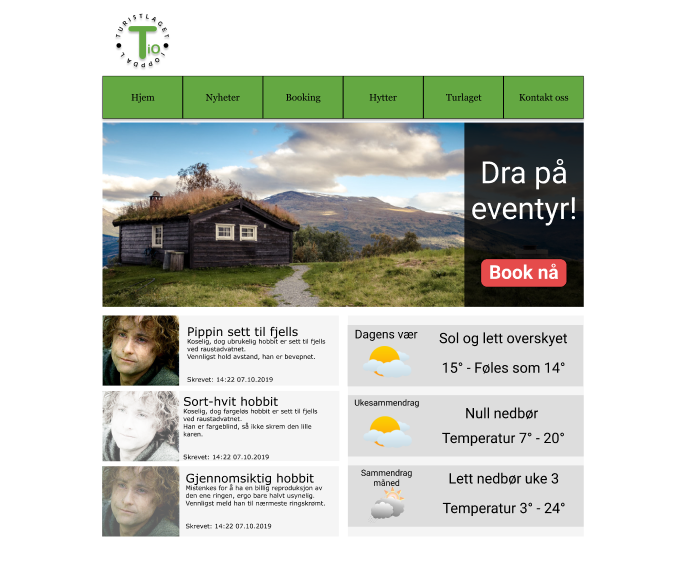 TURISTLAGET I OPPDAL
TiO
Hjem
Nyheter
Booking
Hytter
Turlaget
Kontakt oss
Dra på
eventyr!
Book nå
Pippin sett til fjells
Koselig, dog ubrukelig hobbit er sett til fjells
ved raustadvatnet.
Vennligst hold avstand, han er bevepnet.
Skrevet: 14:22 07.10.2019
Sort-hvit hobbit
Koselig, dog fargeløs hobbit er sett til fjells
ved raustadvatnet.
Han er fargeblind, så ikke skrem den lille
karen.
Skrevet: 14:22 07.10.2019
Gjennomsiktig hobbit
Mistenkes for å ha en billig reproduksjon av
den ene ringen, ergo bare halvt usynelig.
Vennligst meld han til nærmeste ringskrømt.
Skrevet: 14:22 07.10.2019
Dagens vær
Sol og lett overskyet
15° - Føles som 14°
Ukesammendrag
Null nedbør
Temperatur 7° - 20°
Sammendrag
måned
Lett nedbør uke 3
Temperatur 3° - 24°